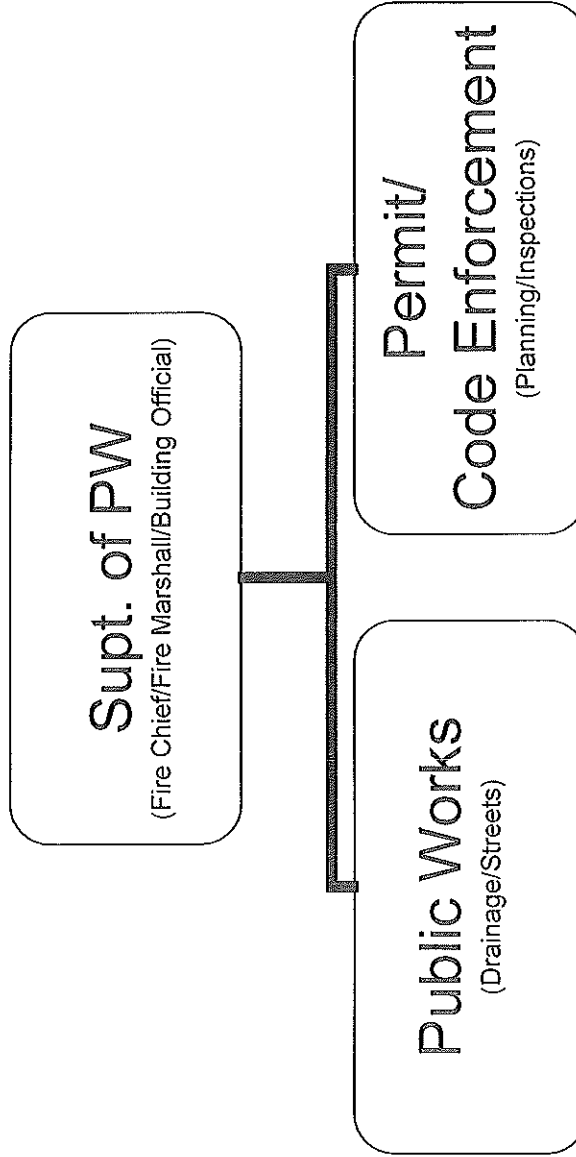 Supt. of PW
(Fire Chief/Fire Marshall/Building Official)
Public Works
(Drainage/Streets)
Permit/
Code Enforcement
(Planning/Inspections)